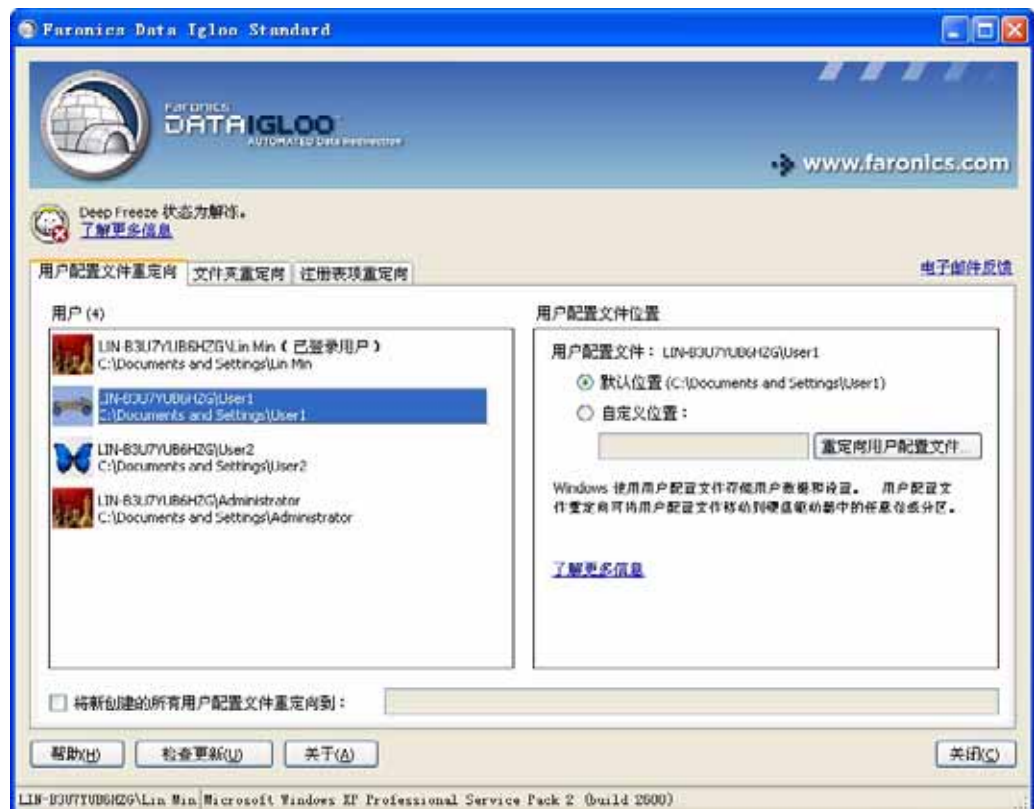 Faronics Data Igloo Standard
Faronics
DATA IGLOO
AUTOMATED Data Redirection
www.faronics.com
Deep Freeze 状态为解冻。
了解更多信息
用户配置文件重定向 文件夹重定向 注册表项重定向
电子邮件反馈
用户 (4)
LIN-B3U7YUB6HZG\Lin Min ( 已登录用户 )
C:\Documents and Settings\Lin Min
LIN-B3U7YUB6HZG\User1
C:\Documents and Settings\User1
LIN-B3U7YUB6HZG\User2
C:\Documents and Settings\User2
LIN-B3U7YUB6HZG\Administrator
C:\Documents and Settings\Administrator
用户配置文件位置
用户配置文件： LIN-B3U7YUB6HZG\User1
默认位置 (C:\Documents and Settings\User1)
自定义位置：
重定向用户配置文件...
Windows 使用用户配置文件存储用户数据和设置。 用户配置文
件重定向可将用户配置文件移动到硬盘驱动器中的任意卷或分区。
了解更多信息
将新创建的所有用户配置文件重定向到：
帮助(H) 检查更新(U) 关于(A) 关闭(C)
LIN-B3U7YUB6HZG\Lin Min Microsoft Windows XP Professional Service Pack 2 (build 2600)